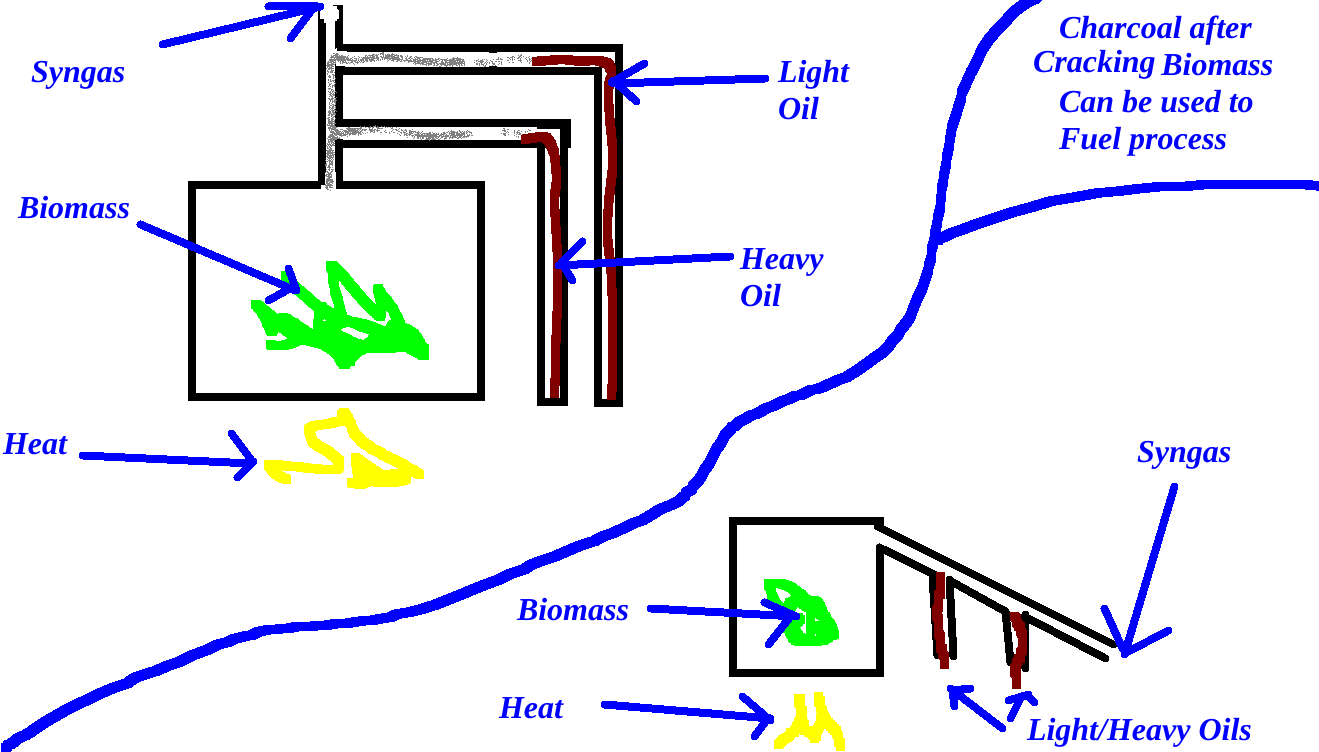 Syngas
Light
Oil
Biomass
Heavy
Oil
Heat
Charcoal after
Cracking Biomass
Can be used to
Fuel process
Syngas
Biomass
Heat
Light/Heavy Oils